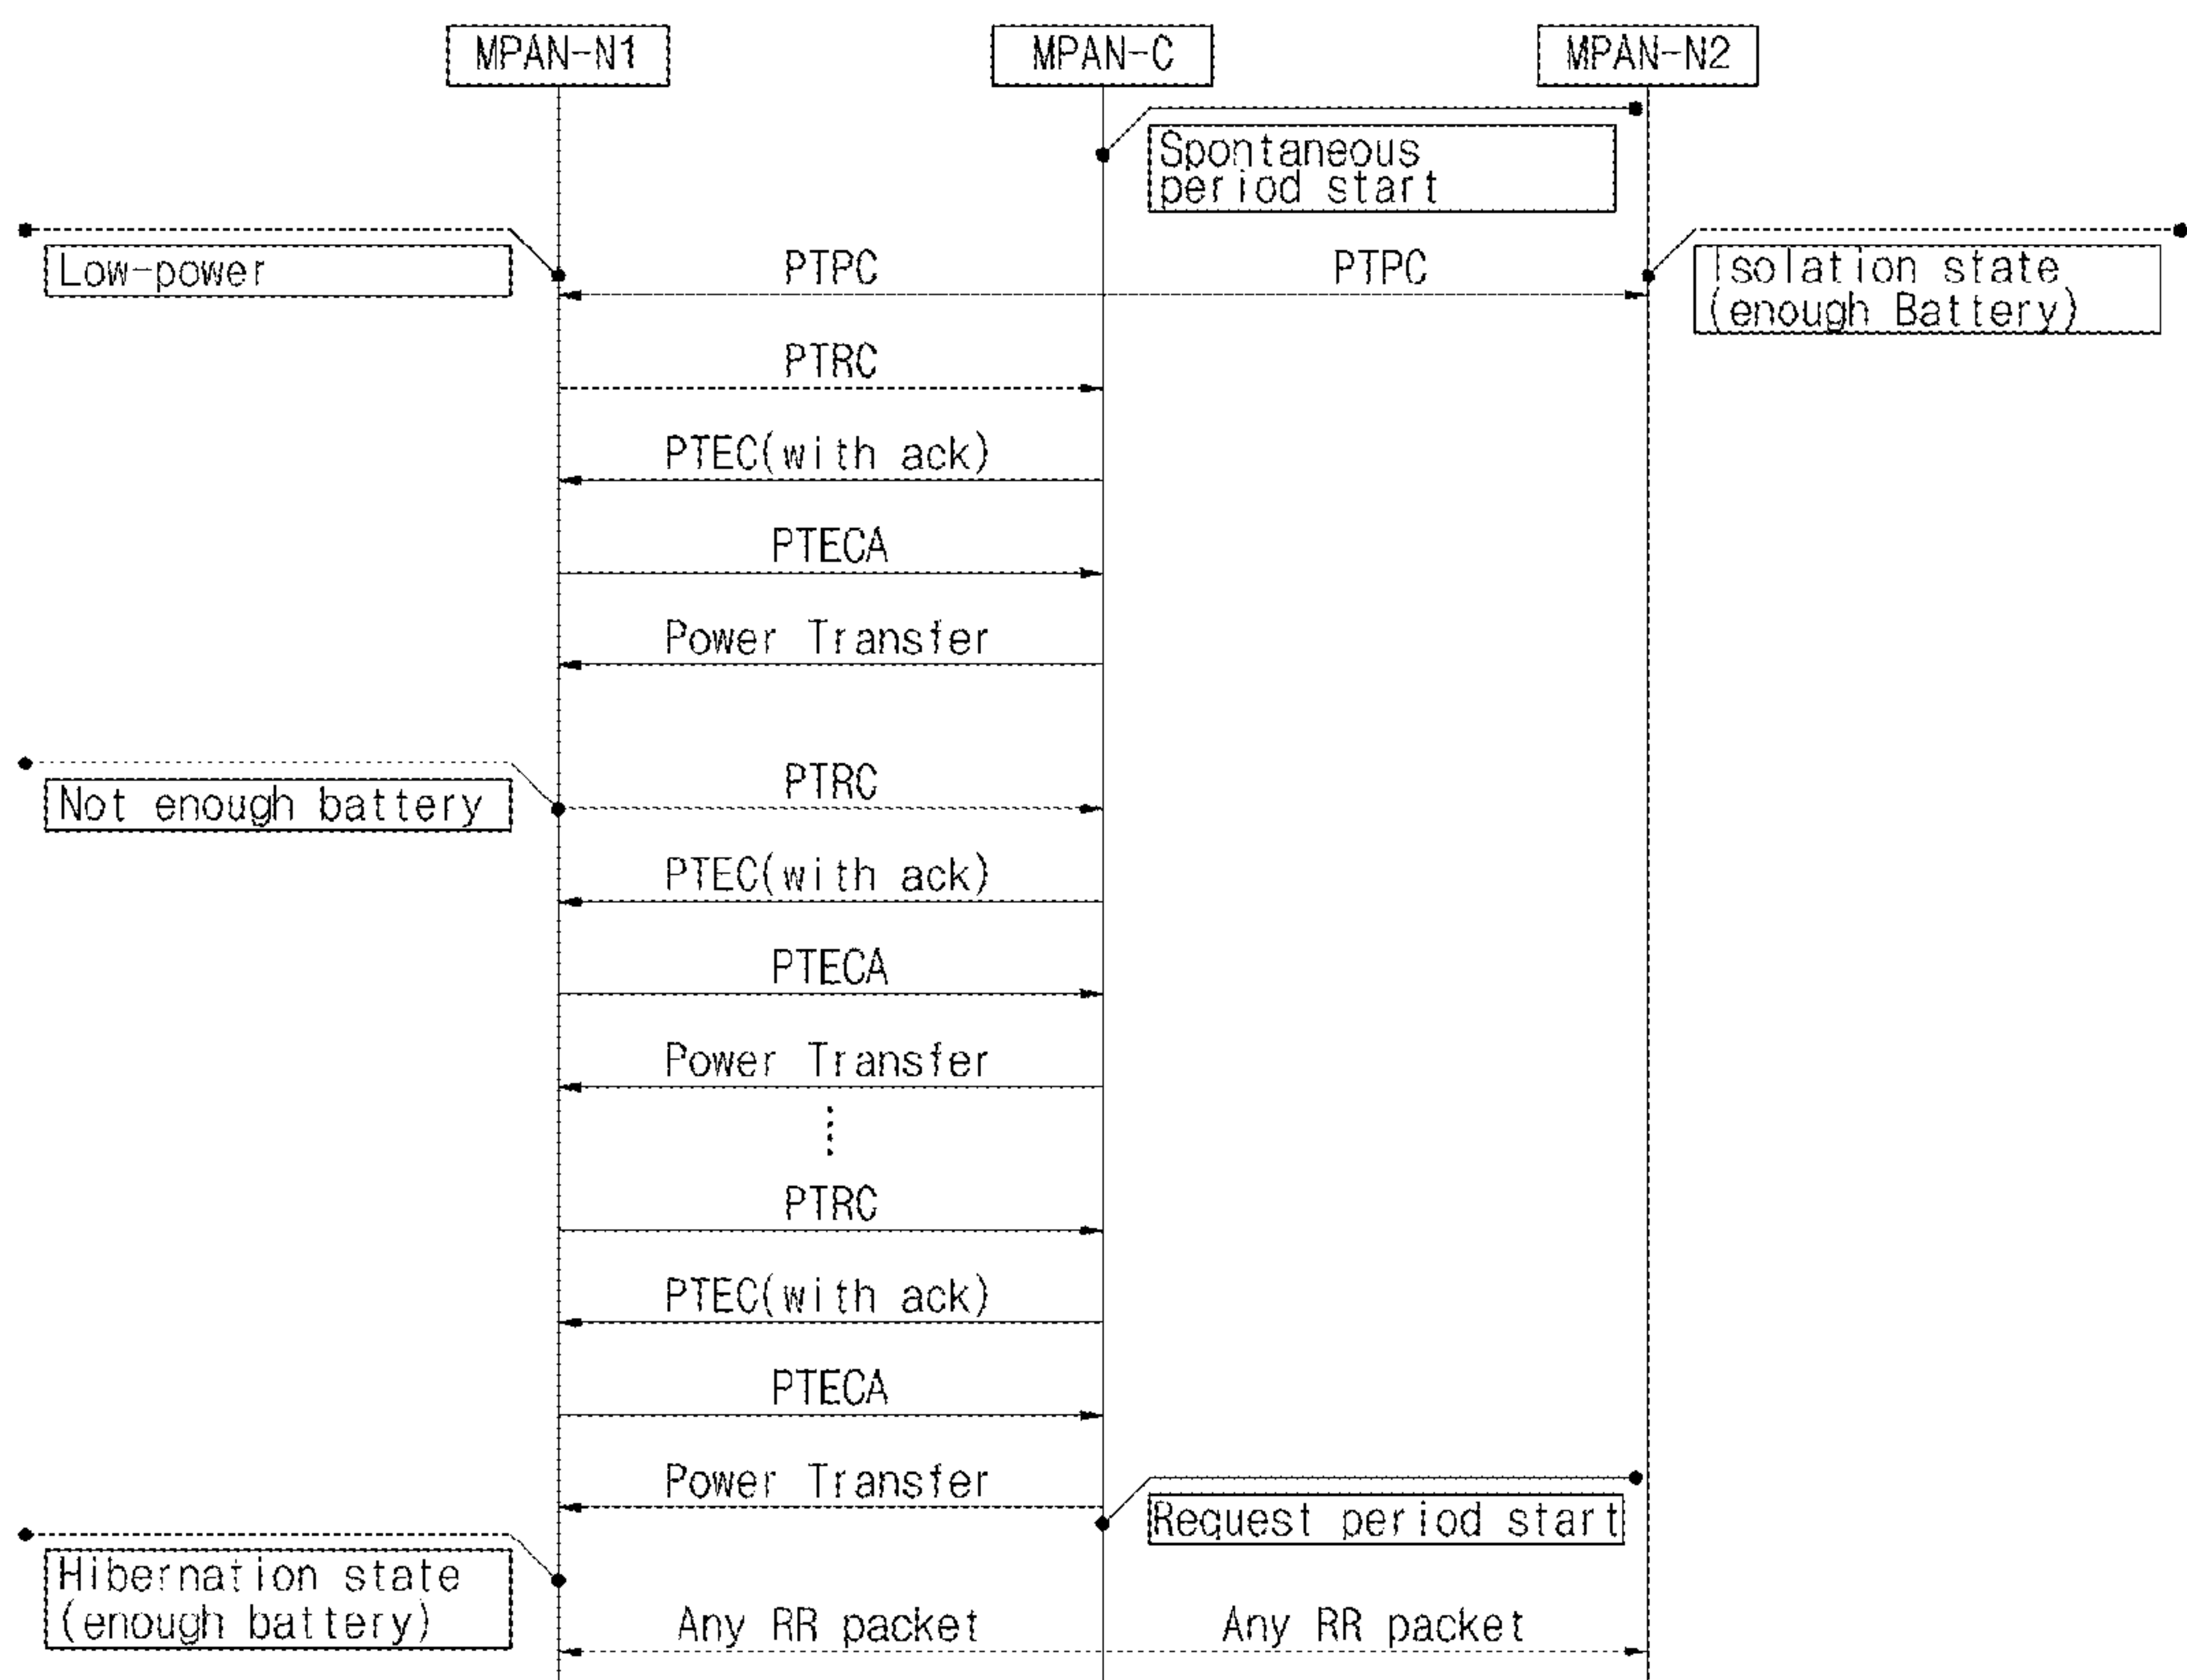 MPAN-N1
MPAN-C
MPAN-N2
Spontaneous
period start
Low-power
PTPC
PTPC
Isolation state
(enough Battery)
PTRC
PTEC(with ack)
PTECA
Power Transfer
Not enough battery
PTRC
PTEC(with ack)
PTECA
Power Transfer
PTRC
PTEC(with ack)
PTECA
Power Transfer
Request period start
Hibernation state
(enough battery)
Any RR packet
Any RR packet